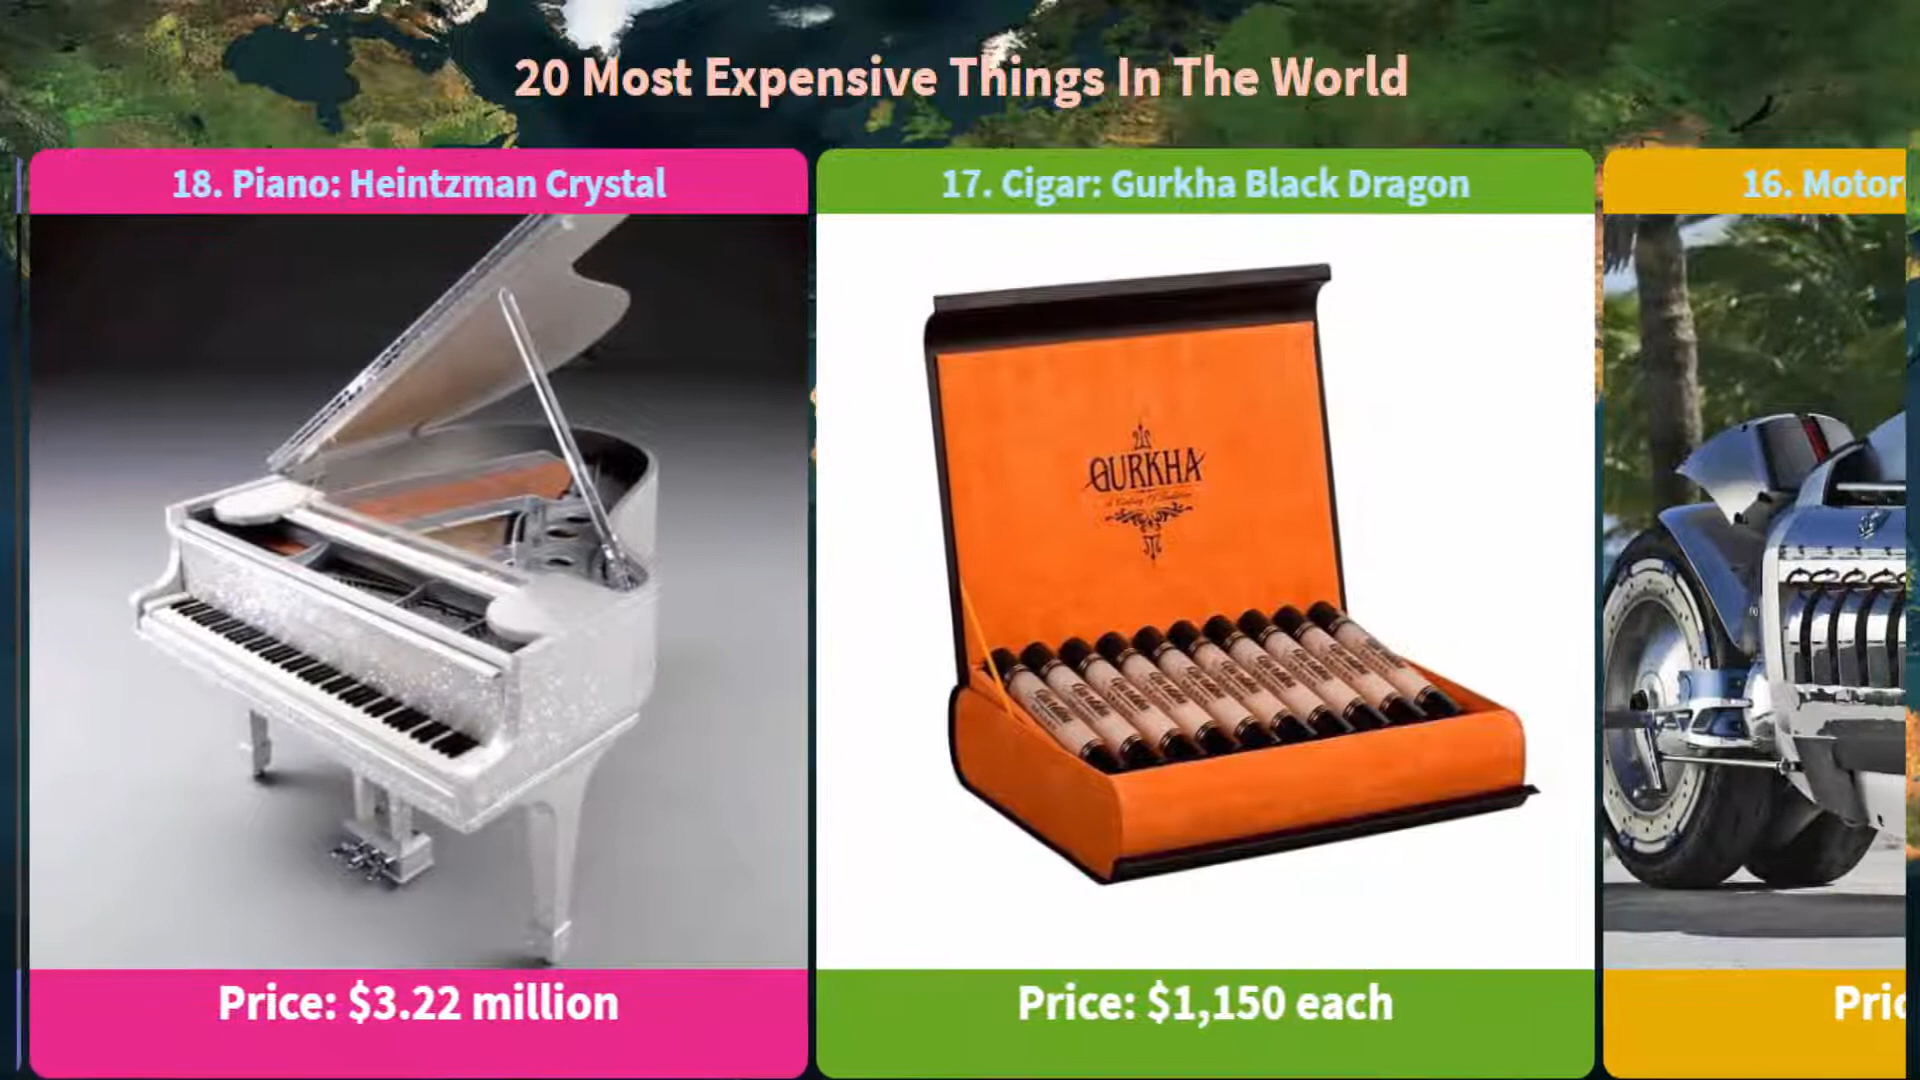 20 Most Expensive Things In The World
18. Piano: Heintzman Crystal
Price: $3.22 million
17. Cigar: Gurkha Black Dragon
GURKHA
Price: $1,150 each
16. Motor
Pric